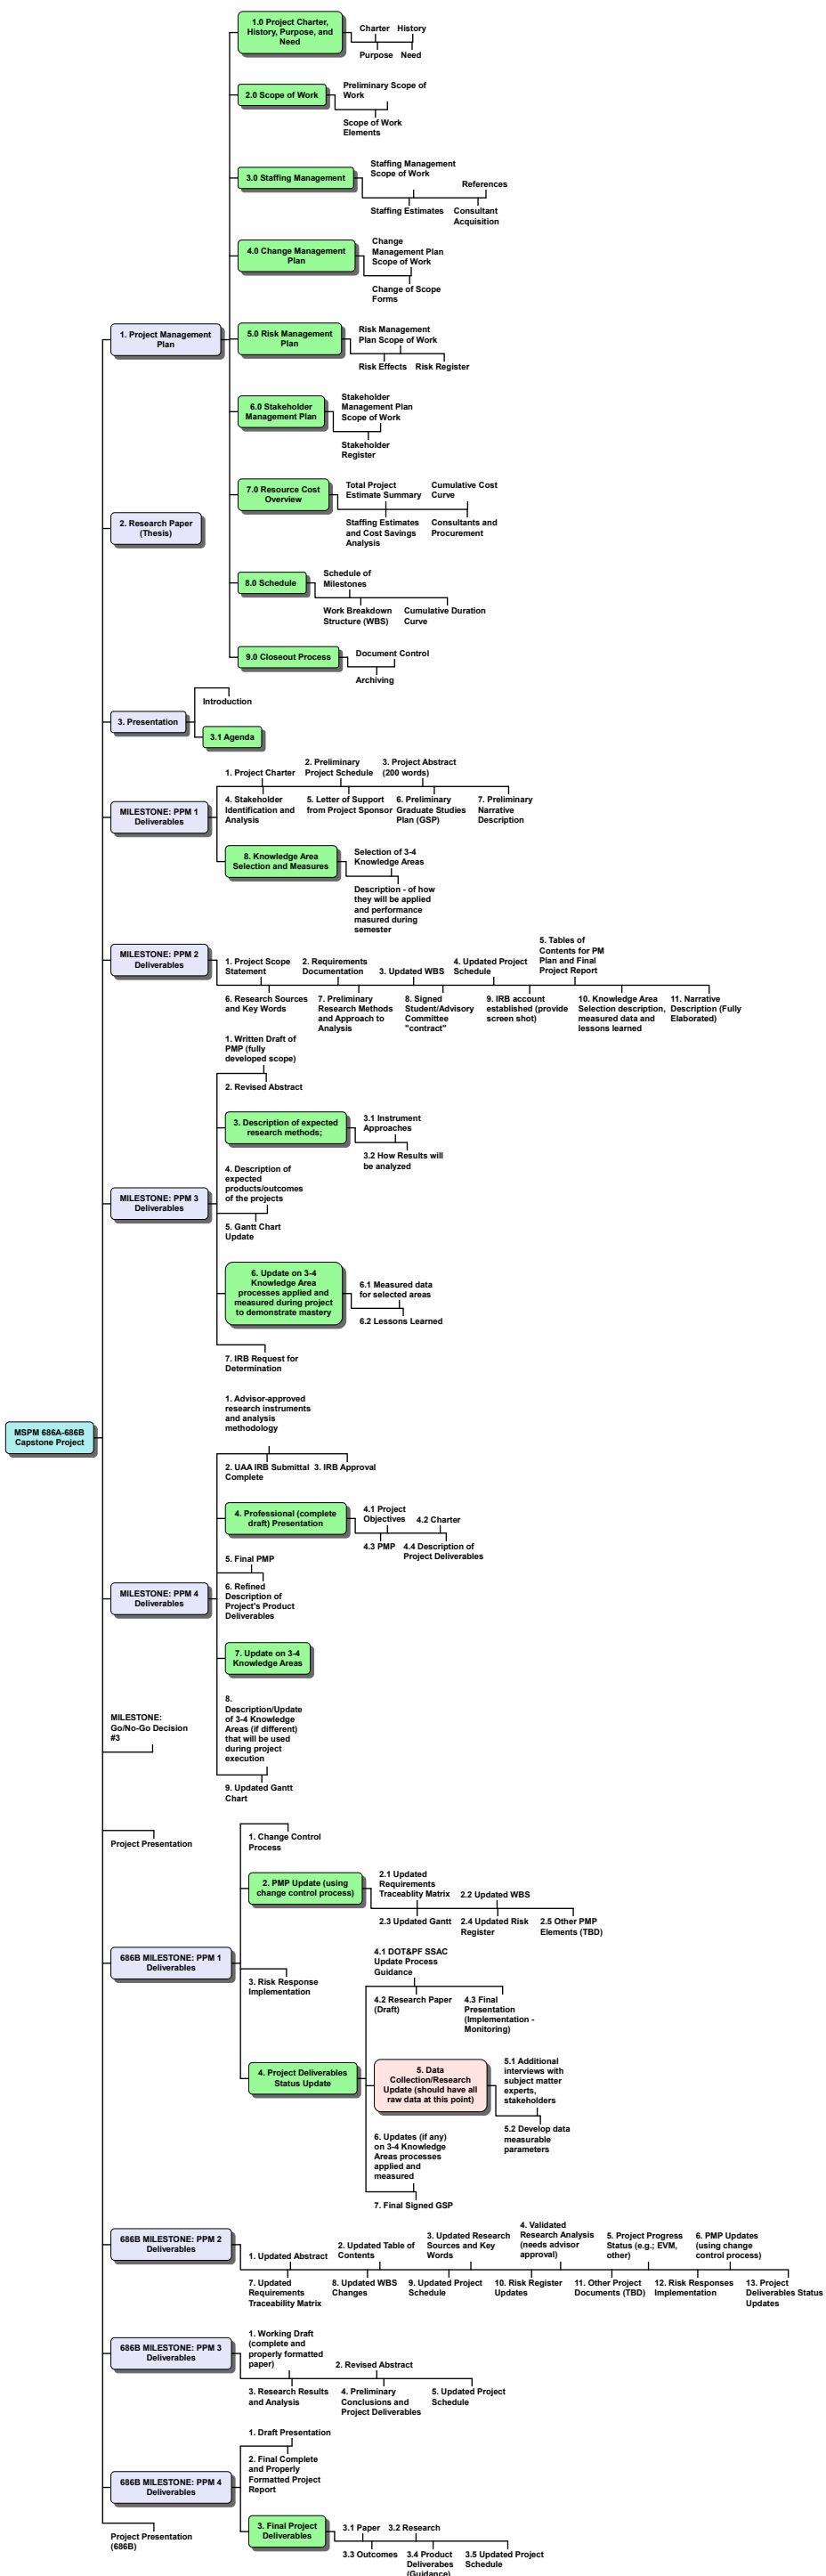 1.0 Project Charter,
History, Purpose, and
Need
Charter
History
Purpose
Need
2.0 Scope of Work
Preliminary Scope of
Work
Scope of Work
Elements
3.0 Staffing Management
Staffing Management
Scope of Work
References
Staffing Estimates
Consultant
Acquisition
4.0 Change Management
Plan
Change
Management Plan
Scope of Work
Change of Scope
Forms
1. Project Management
Plan
5.0 Risk Management
Plan
Risk Management
Plan Scope of Work
Risk Effects
Risk Register
6.0 Stakeholder
Management Plan
Stakeholder
Management Plan
Scope of Work
Stakeholder
Register
7.0 Resource Cost
Overview
Total Project
Estimate Summary
Cumulative Cost
Curve
Staffing Estimates
and Cost Savings
Analysis
Consultants and
Procurement
2. Research Paper
(Thesis)
8.0 Schedule
Schedule of
Milestones
Work Breakdown
Structure (WBS)
Cumulative Duration
Curve
9.0 Closeout Process
Document Control
Archiving
3. Presentation
Introduction
3.1 Agenda
MILESTONE: PPM 1
Deliverables
1. Project Charter
2. Preliminary
Project Schedule
3. Project Abstract
(200 words)
4. Stakeholder
Identification and
Analysis
5. Letter of Support
from Project Sponsor
6. Preliminary
Graduate Studies
Plan (GSP)
7. Preliminary
Narrative
Description
8. Knowledge Area
Selection and Measures
Selection of 3-4
Knowledge Areas
Description - of how
they will be applied
and performance
masured during
semester
MILESTONE: PPM 2
Deliverables
1. Project Scope
Statement
2. Requirements
Documentation
3. Updated WBS
4. Updated Project
Schedule
5. Tables of
Contents for PM
Plan and Final
Project Report
6. Research Sources
and Key Words
7. Preliminary
Research Methods
and Approach to
Analysis
8. Signed
Student/Advisory
Committee
"contract"
9. IRB account
established (provide
screen shot)
10. Knowledge Area
Selection description,
measured data and
lessons learned
11. Narrative
Description (Fully
Elaborated)
MILESTONE: PPM 3
Deliverables
1. Written Draft of
PMP (fully
developed scope)
2. Revised Abstract
3. Description of expected
research methods;
3.1 Instrument
Approaches
3.2 How Results will
be analyzed
4. Description of
expected
products/outcomes
of the projects
5. Gantt Chart
Update
6. Update on 3-4
Knowledge Area
processes applied and
measured during project
to demonstrate mastery
6.1 Measured data
for selected areas
6.2 Lessons Learned
7. IRB Request for
Determination
MSPM 686A-686B
Capstone Project
MILESTONE: PPM 4
Deliverables
1. Advisor-approved
research instruments
and analysis
methodology
2. UAA IRB Submittal
Complete
3. IRB Approval
4. Professional (complete
draft) Presentation
4.1 Project
Objectives
4.2 Charter
4.3 PMP
4.4 Description of
Project Deliverables
5. Final PMP
6. Refined
Description of
Project's Product
Deliverables
7. Update on 3-4
Knowledge Areas
8.
Description/Update
of 3-4 Knowledge
Areas (if different)
that will be used
during project
execution
9. Updated Gantt
Chart
MILESTONE:
Go/No-Go Decision
#3
Project Presentation
686B MILESTONE: PPM 1
Deliverables
1. Change Control
Process
2. PMP Update (using
change control process)
2.1 Updated
Requirements
Traceablity Matrix
2.2 Updated WBS
2.3 Updated Gantt
2.4 Updated Risk
Register
2.5 Other PMP
Elements (TBD)
3. Risk Response
Implementation
4. Project Deliverables
Status Update
4.1 DOT&PF SSAC
Update Process
Guidance
4.2 Research Paper
(Draft)
4.3 Final
Presentation
(Implementation -
Monitoring)
5. Data
Collection/Research
Update (should have all
raw data at this point)
5.1 Additional
interviews with
subject matter
experts,
stakeholders
5.2 Develop data
measurable
parameters
6. Updates (if any)
on 3-4 Knowledge
Areas processes
applied and
measured
7. Final Signed GSP
686B MILESTONE: PPM 2
Deliverables
1. Updated Abstract
2. Updated Table of
Contents
3. Updated Research
Sources and Key
Words
4. Validated
Research Analysis
(needs advisor
approval)
5. Project Progress
Status (e.g.; EVM,
other)
6. PMP Updates
(using change
control process)
7. Updated
Requirements
Traceability Matrix
8. Updated WBS
Changes
9. Updated Project
Schedule
10. Risk Register
Updates
11. Other Project
Documents (TBD)
12. Risk Responses
Implementation
13. Project
Deliverables Status
Updates
686B MILESTONE: PPM 3
Deliverables
1. Working Draft
(complete and
properly formatted
paper)
2. Revised Abstract
3. Research Results
and Analysis
4. Preliminary
Conclusions and
Project Deliverables
5. Updated Project
Schedule
686B MILESTONE: PPM 4
Deliverables
1. Draft Presentation
2. Final Complete
and Properly
Formatted Project
Report
3. Final Project
Deliverables
3.1 Paper
3.2 Research
3.3 Outcomes
3.4 Product
Deliverabes
(Guidance)
3.5 Updated Project
Schedule
Project Presentation
(686B)